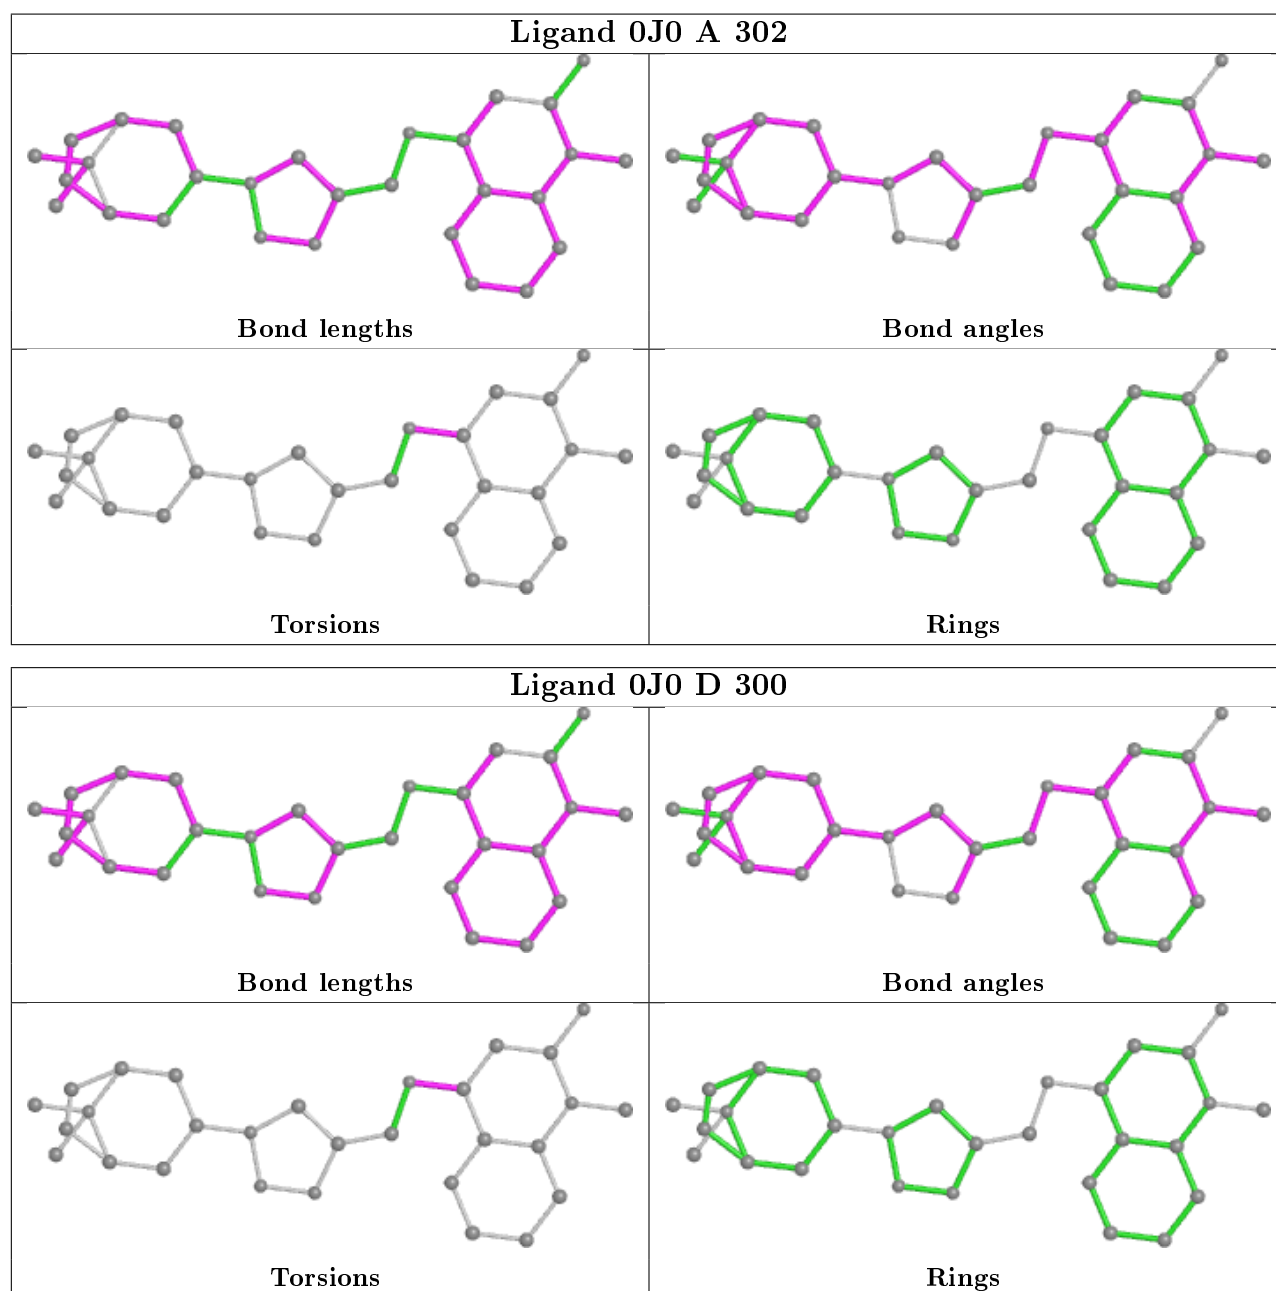 Ligand 0J0 A 302
Bond lengths
Bond angles
Torsions
Rings
Ligand 0J0 D 300
Bond lengths
Bond angles
Torsions
Rings